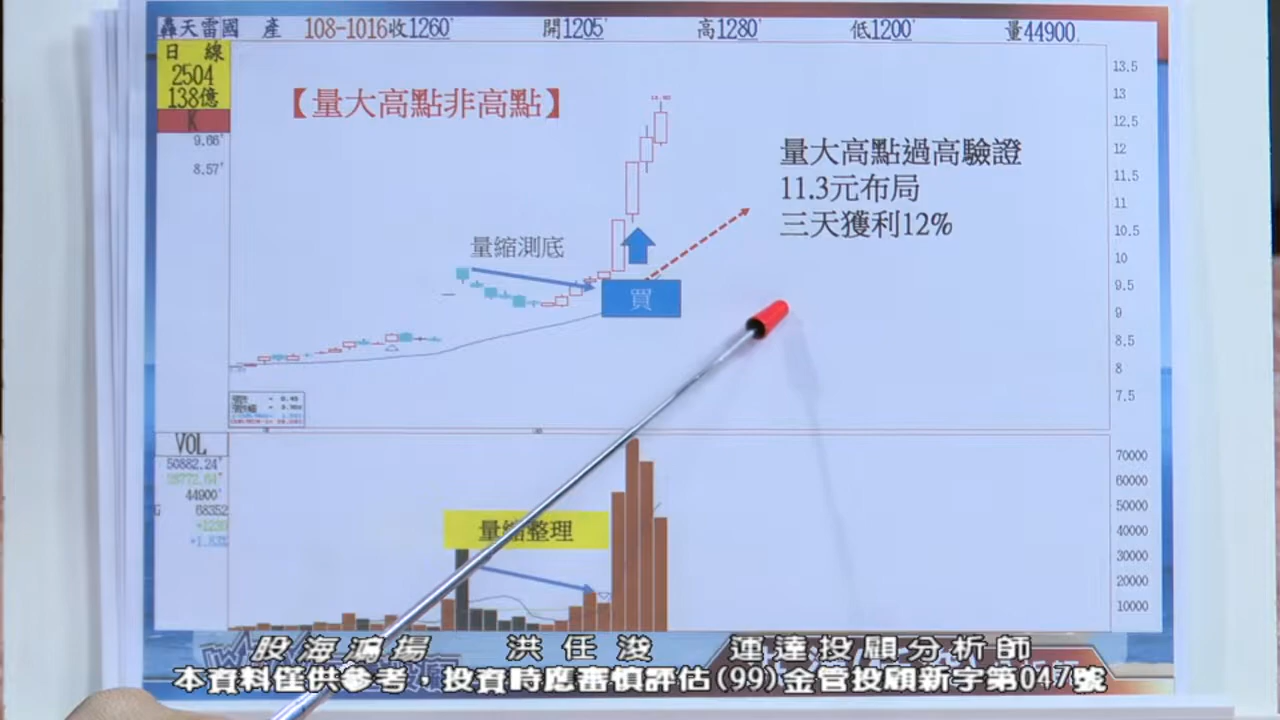 轟天雷國 產 108-1016收1260' 開1205' 高1280' 低1200' 量44900
日 線
2504
138億
K
9.66'
8.57'
【量大高點非高點】
量大高點過高驗證
11.3元布局
三天獲利12%
量縮測底
買
13.5
13
12.5
12
11.5
11
10.5
10
9.5
9
8.5
8
7.5
VOL
50882.24'
44900'
68352
量縮整理
70000
60000
50000
40000
30000
20000
10000
股海鴻揚 洪任浚 運達投顧分析師
本資料僅供參考,投資時應審慎評估(99)金管投顧新字第047號